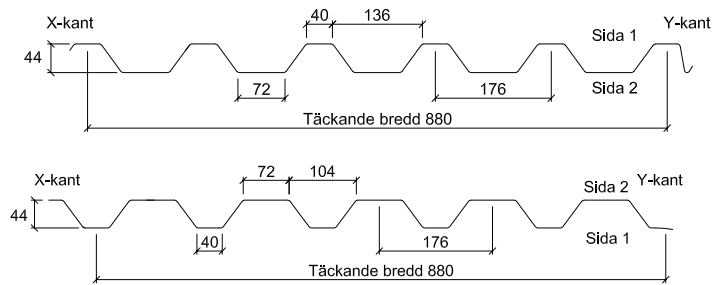 X-kant 40 136 Y-kant
Sida 1
44
Sida 2
72 176
Täckande bredd 880
X-kant 72 104 Sida 2 Y-kant
44
Sida 1
40 176
Täckande bredd 880